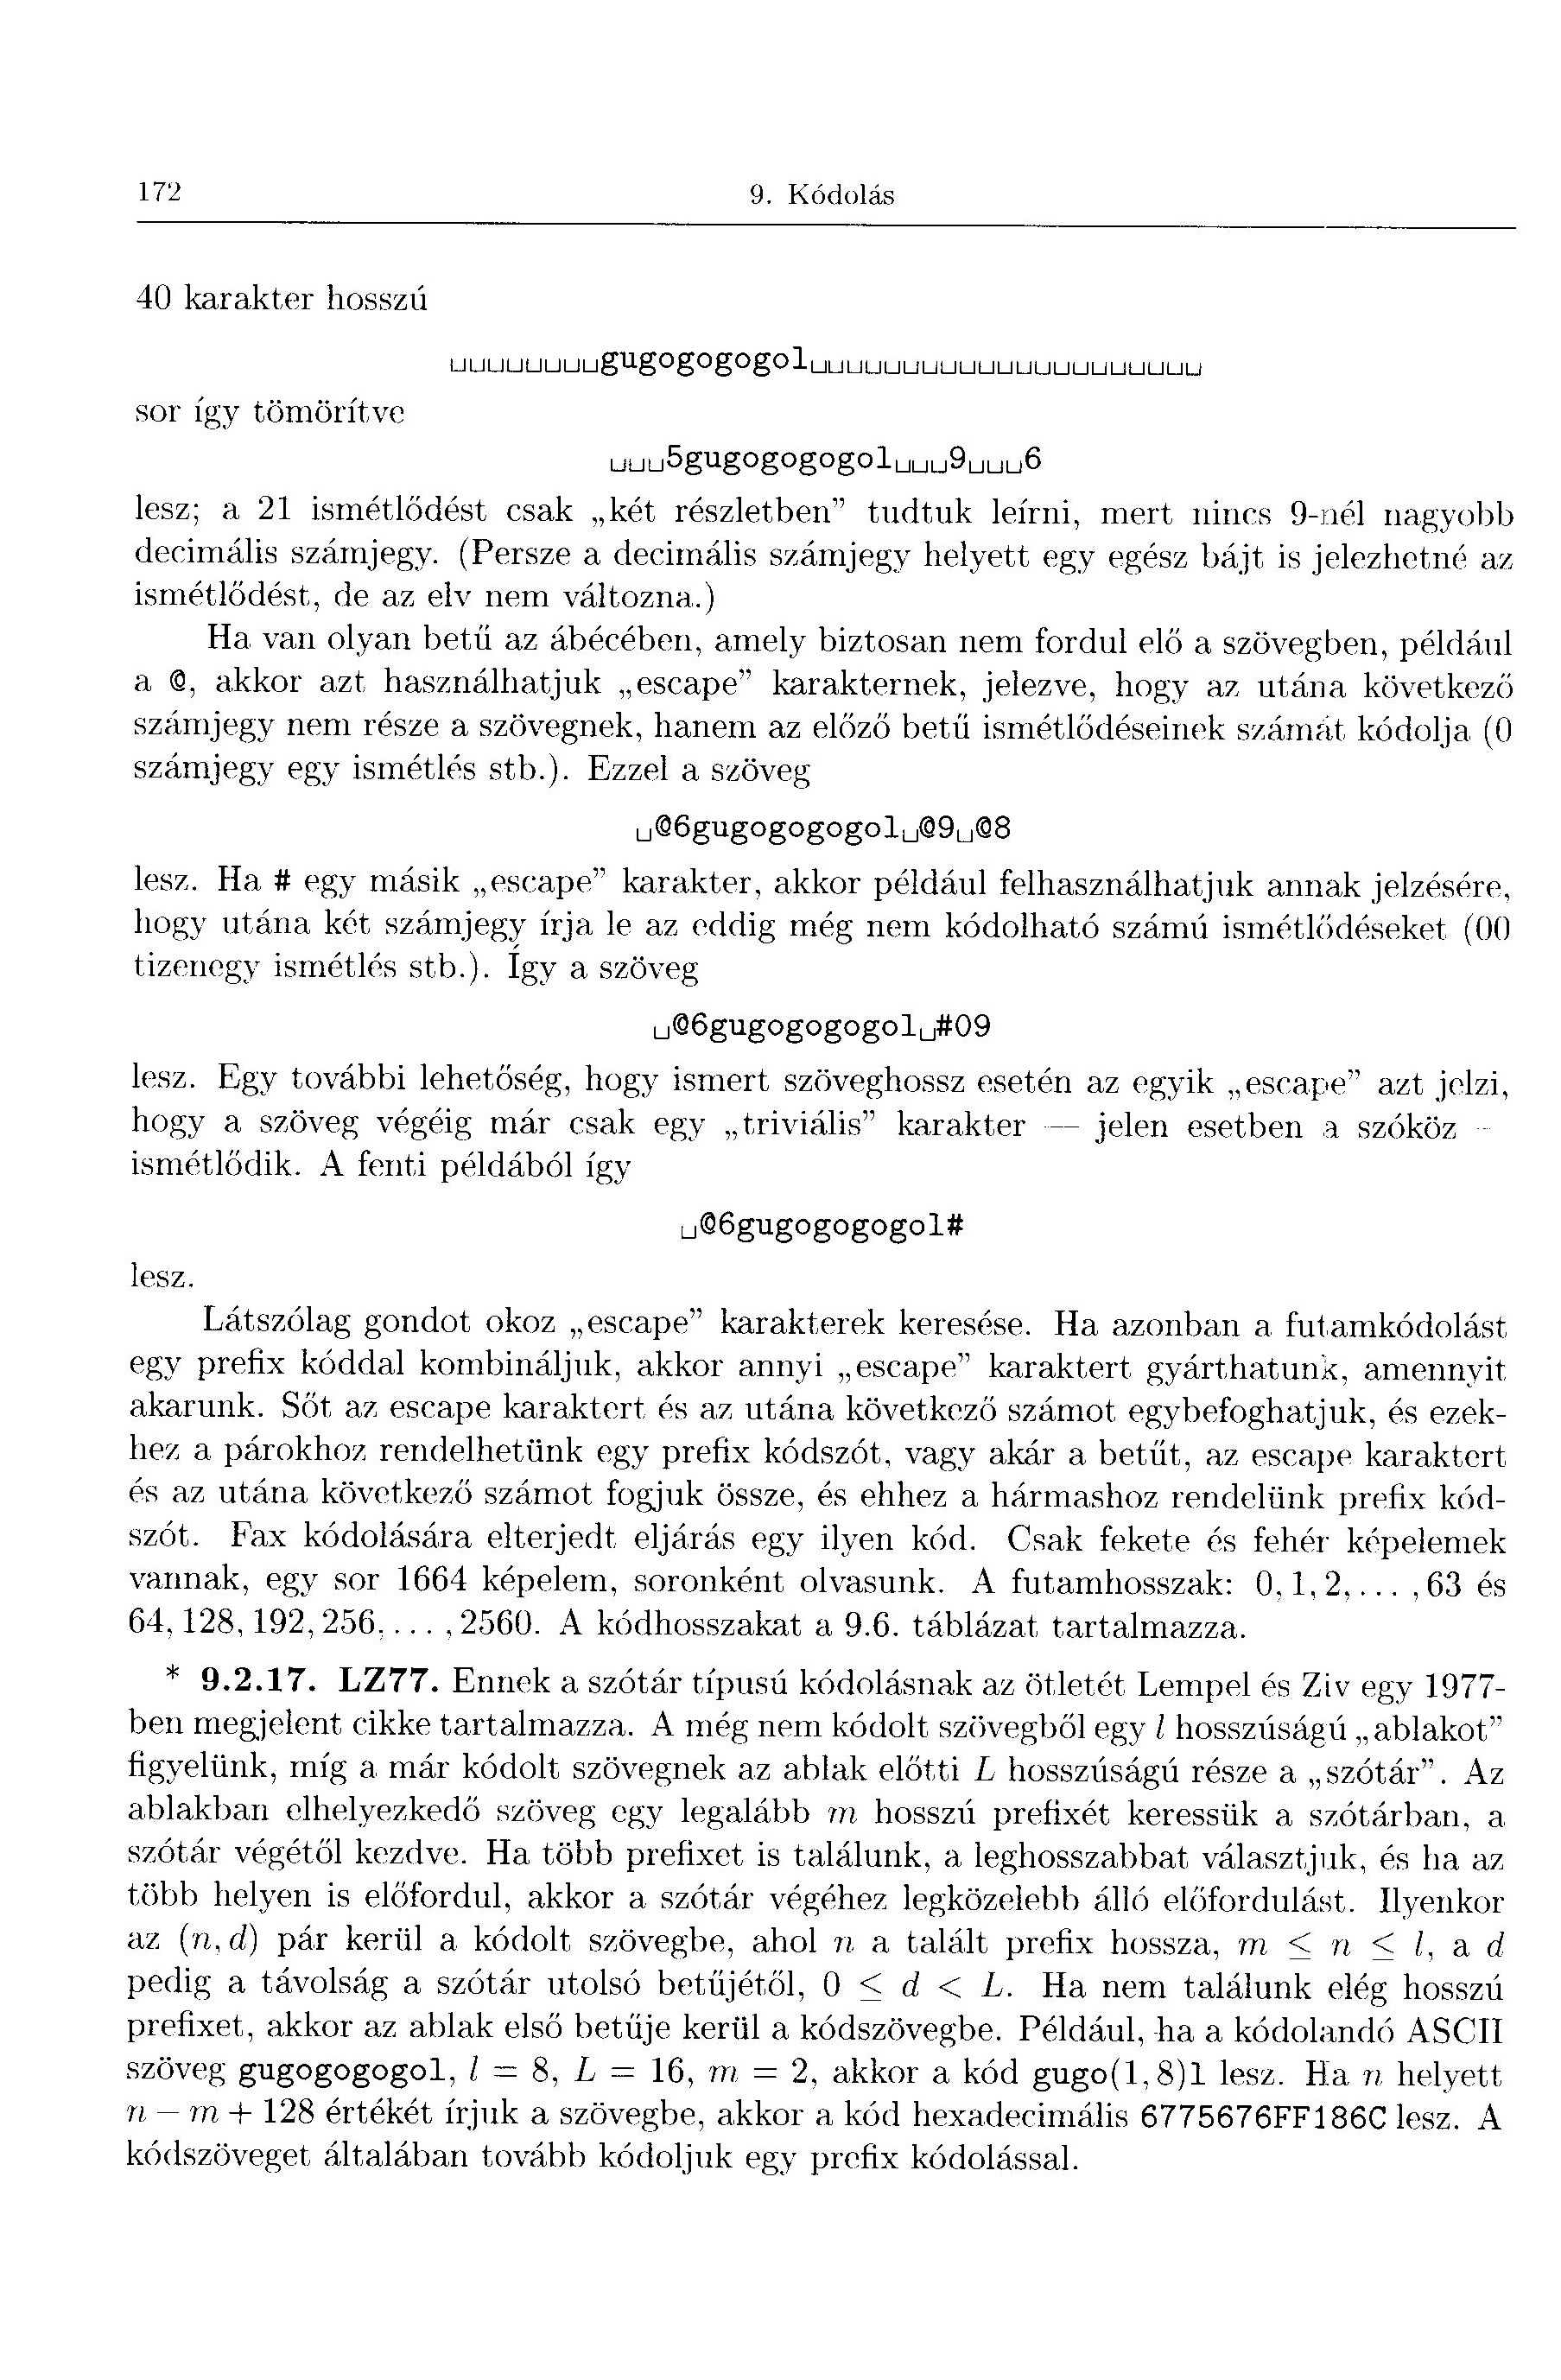 172 9. Kódolás
40 karakter hosszú
␣␣␣␣␣␣␣␣gugogogogol␣␣␣␣␣␣␣␣␣␣␣␣␣␣␣␣␣␣␣␣␣
sor így tömörítve
␣␣␣5gugogogogol␣␣␣9␣␣␣6
lesz; a 21 ismétlődést csak „két részletben” tudtuk leírni, mert nincs 9-nél nagyobb
decimális számjegy. (Persze a decimális számjegy helyett egy egész bájt is jelezhetné az
ismétlődést, de az elv nem változna.)
Ha van olyan betű az ábécében, amely biztosan nem fordul elő a szövegben, például
a @, akkor azt használhatjuk „escape” karakternek, jelezve, hogy az utána következő
számjegy nem része a szövegnek, hanem az előző betű ismétlődéseinek számát kódolja (0
számjegy egy ismétlés stb.). Ezzel a szöveg
␣@6gugogogogol␣@9␣@8
lesz. Ha # egy másik „escape” karakter, akkor például felhasználhatjuk annak jelzésére,
hogy utána két számjegy írja le az eddig még nem kódolható számú ismétlődéseket (00
tizenegy ismétlés stb.). Így a szöveg
␣@6gugogogogol␣#09
lesz. Egy további lehetőség, hogy ismert szöveghossz esetén az egyik „escape” azt jelzi,
hogy a szöveg végéig már csak egy „triviális” karakter — jelen esetben a szóköz –
ismétlődik. A fenti példából így
␣@6gugogogogol#
lesz.
Látszólag gondot okoz „escape” karakterek keresése. Ha azonban a futamkódolást
egy prefix kóddal kombináljuk, akkor annyi „escape” karaktert gyárthatunk, amennyit
akarunk. Sőt az escape karaktert és az utána következő számot egybefoghatjuk, és ezek-
hez a párokhoz rendelhetünk egy prefix kódszót, vagy akár a betűt, az escape karaktert
és az utána következő számot fogjuk össze, és ehhez a hármashoz rendelünk prefix kód-
szót. Fax kódolására elterjedt eljárás egy ilyen kód. Csak fekete és fehér képelemek
vannak, egy sor 1664 képelem, soronként olvasunk. A futamhosszak: 0, 1, 2, . . . , 63 és
64, 128, 192, 256, . . . , 2560. A kódhosszakat a 9.6. táblázat tartalmazza.
* 9.2.17. LZ77. Ennek a szótár típusú kódolásnak az ötletét Lempel és Ziv egy 1977-
ben megjelent cikke tartalmazza. A még nem kódolt szövegből egy l hosszúságú „ablakot”
figyelünk, míg a már kódolt szövegnek az ablak előtti L hosszúságú része a „szótár”. Az
ablakban elhelyezkedő szöveg egy legalább m hosszú prefixét keressük a szótárban, a
szótár végétől kezdve. Ha több prefixet is találunk, a leghosszabbat választjuk, és ha az
több helyen is előfordul, akkor a szótár végéhez legközelebb álló előfordulást. Ilyenkor
az (n, d) pár kerül a kódolt szövegbe, ahol n a talált prefix hossza, m ≤ n ≤ l, a d
pedig a távolság a szótár utolsó betűjétől, 0 ≤ d < L. Ha nem találunk elég hosszú
prefixet, akkor az ablak első betűje kerül a kódszövegbe. Például, ha a kódolandó ASCII
szöveg gugogogogol, l = 8, L = 16, m = 2, akkor a kód gugo(1,8)l lesz. Ha n helyett
n − m + 128 értékét írjuk a szövegbe, akkor a kód hexadecimális 6775676FF186C lesz. A
kódszöveget általában tovább kódoljuk egy prefix kódolással.